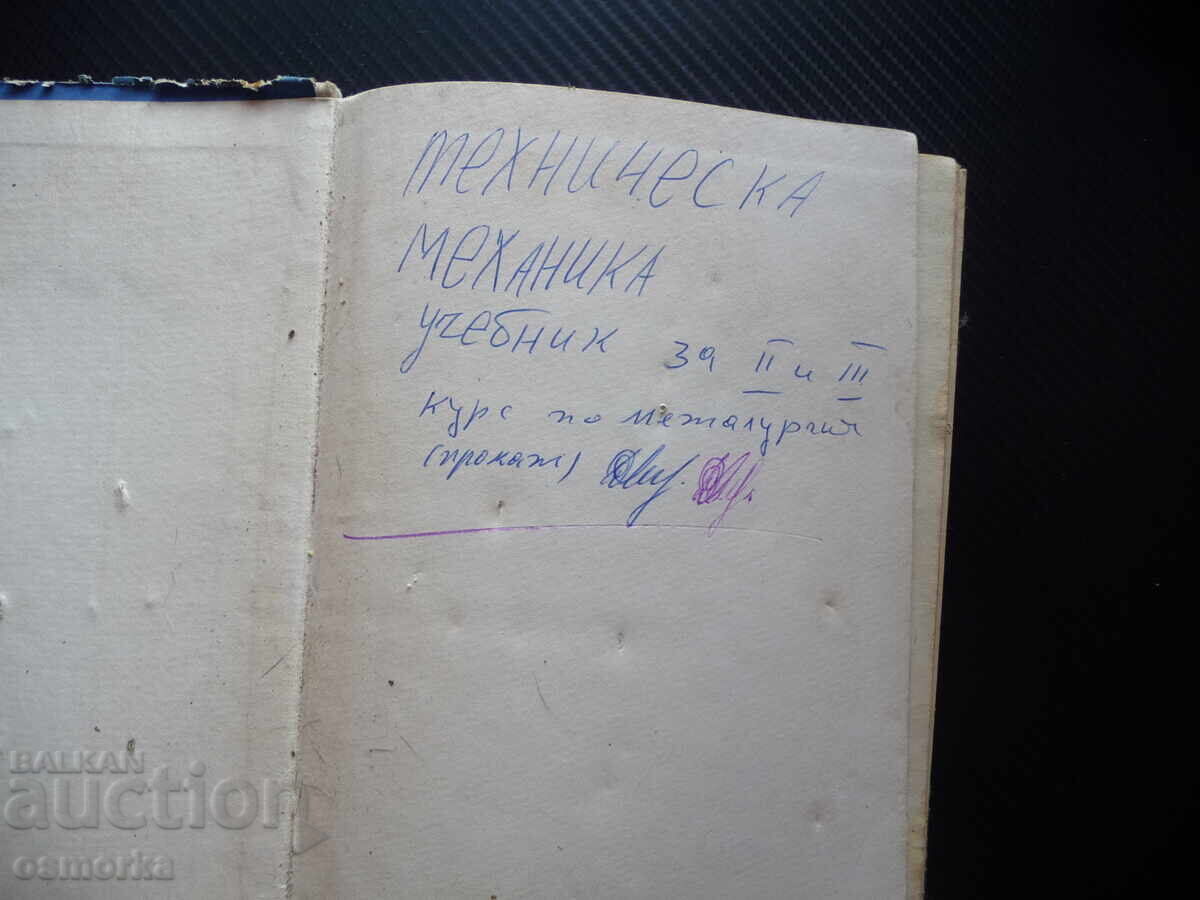 Техническа
механика
учебник за II и III
курс по металургия
(прокат)
BALKAN
auction
osmorka